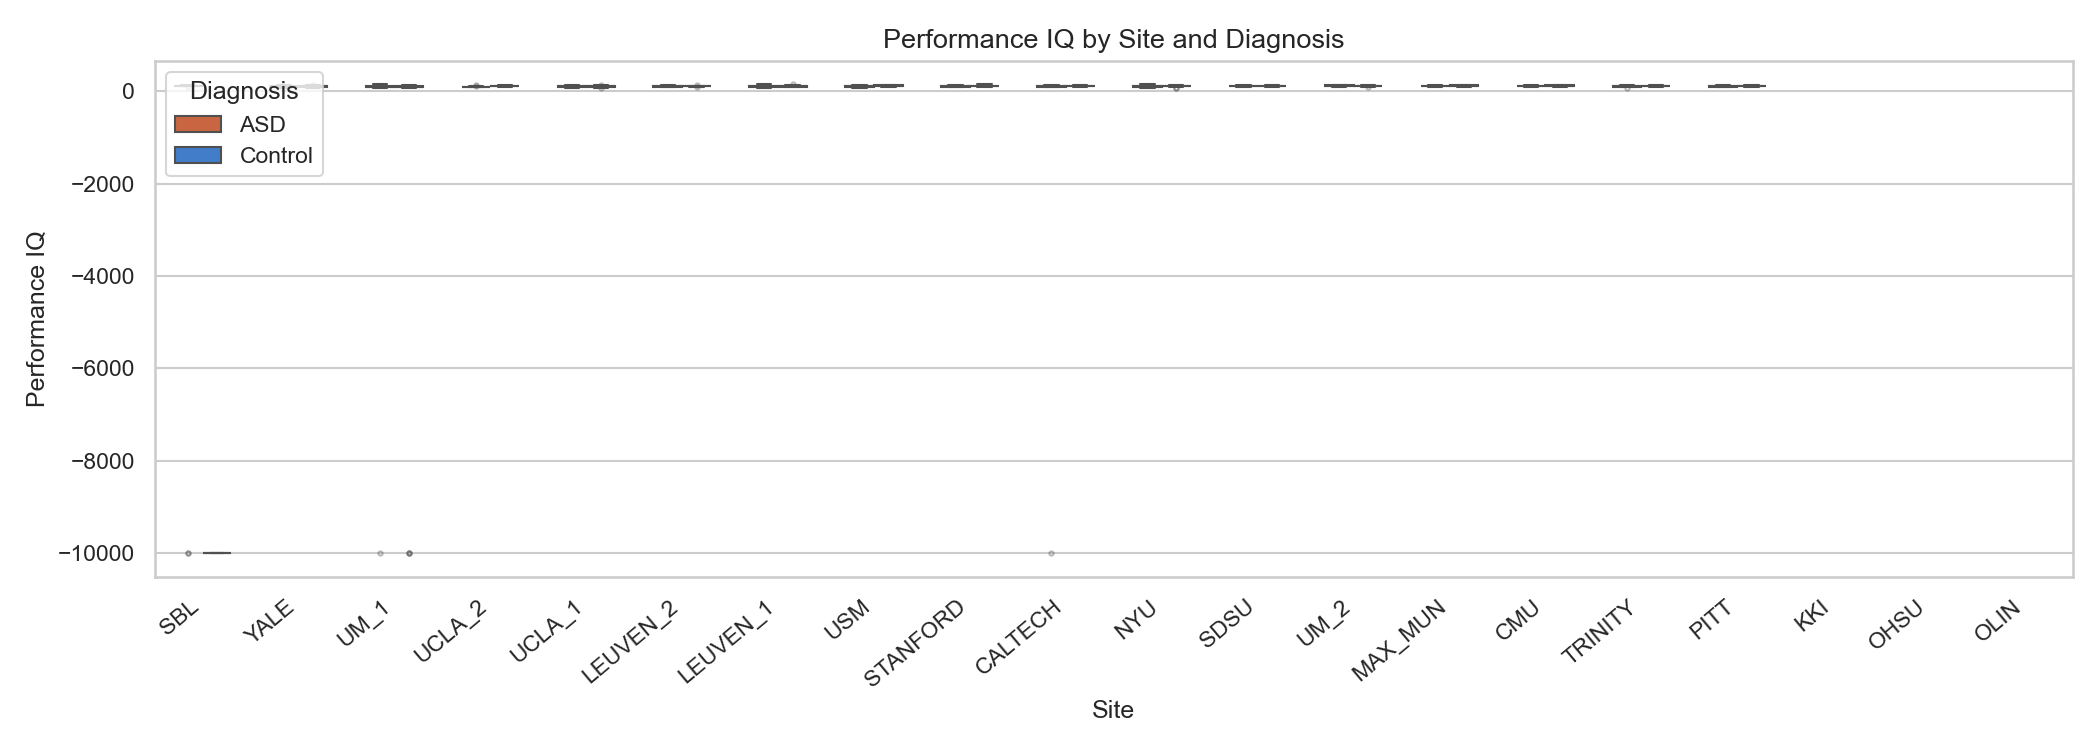 Performance IQ by Site and Diagnosis
Diagnosis
ASD
Control
Performance IQ
0
−2000
−4000
−6000
−8000
−10000
SBL
YALE
UM_1
UCLA_2
UCLA_1
LEUVEN_2
LEUVEN_1
USM
STANFORD
CALTECH
NYU
SDSU
UM_2
MAX_MUN
CMU
TRINITY
PITT
KKI
OHSU
OLIN
Site